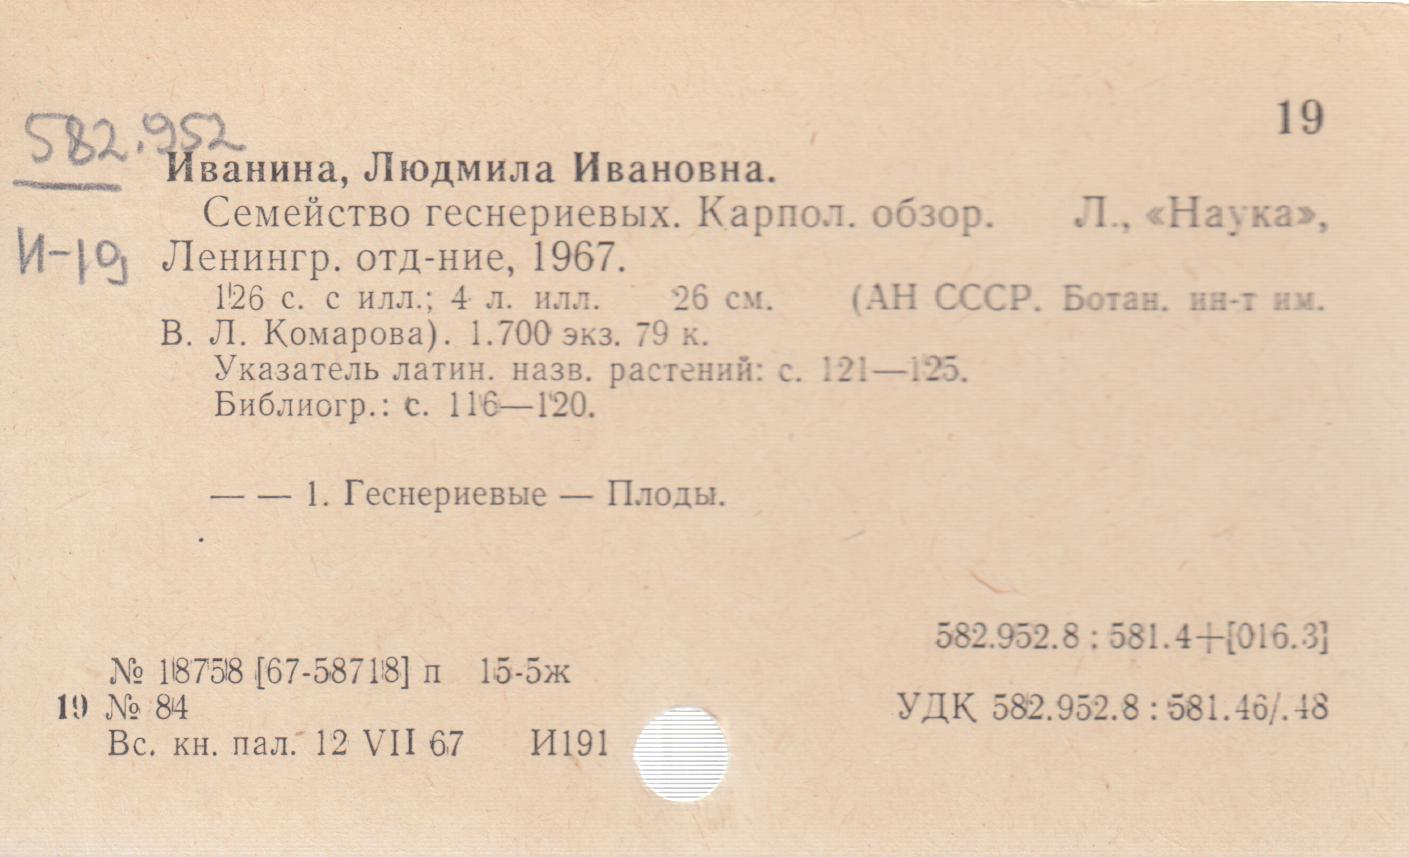 19
582.952
Иванина, Людмила Ивановна.
Семейство геснериевых. Карпол. обзор. Л., «Наука»,
И-19
Ленингр. отд-ние, 1967.
126 с. с илл.; 4 л. илл. 26 см. (АН СССР. Ботан. ин-т им.
В. Л. Комарова). 1.700 экз. 79 к.
Указатель латин. назв. растений: с. 121—125.
Библиогр.: с. 116—120.
— — 1. Геснериевые — Плоды.
582.952.8 : 581.4+[016.3]
№ 18758 [67-58718] п 15-5ж
19 № 84
УДК 582.952.8 : 581.46/.48
Вс. кн. пал. 12 VII 67 И191